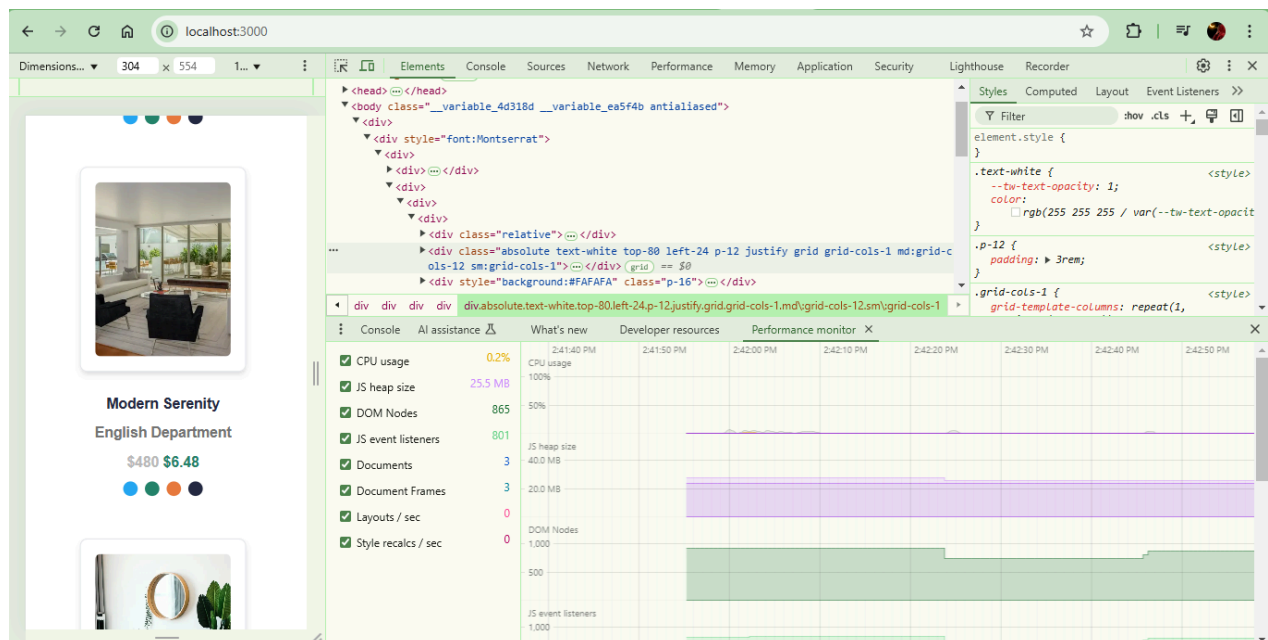 localhost:3000
Dimensions... ▼ 304 × 554 1... ▼
Elements Console Sources Network Performance Memory Application Security Lighthouse Recorder
<head> </head>
<body class="__variable_4d318d __variable_ea5f4b antialiased">
<div>
<div style="font:Montserrat">
<div>
<div> </div>
<div>
<div>
<div>
<div class="relative"> </div>
<div class="absolute text-white top-80 left-24 p-12 justify grid grid-cols-1 md:grid-c
ols-12 sm:grid-cols-1"> </div> grid == $0
<div style="background:#FAFAFA" class="p-16"> </div>
div div div div div.absolute.text-white.top-80.left-24.p-12.justify.grid.grid-cols-1.md\:grid-cols-12.sm\:grid-cols-1
Styles Computed Layout Event Listeners
Filter :hov .cls
element.style {
}
.text-white { <style>
--tw-text-opacity: 1;
color:
rgb(255 255 255 / var(--tw-text-opacit
}
.p-12 { <style>
padding: 3rem;
}
.grid-cols-1 { <style>
grid-template-columns: repeat(1,
Modern Serenity
English Department
$480 $6.48
Console AI assistance What's new Developer resources Performance monitor
CPU usage 0.2%
JS heap size 25.5 MB
DOM Nodes 865
JS event listeners 801
Documents 3
Document Frames 3
Layouts / sec 0
Style recalcs / sec 0
2:41:40 PM 2:41:50 PM 2:42:00 PM 2:42:10 PM 2:42:20 PM 2:42:30 PM 2:42:40 PM 2:42:50 PM
CPU usage
100%
50%
JS heap size
40.0 MB
20.0 MB
DOM Nodes
1,000
500
JS event listeners
1,000